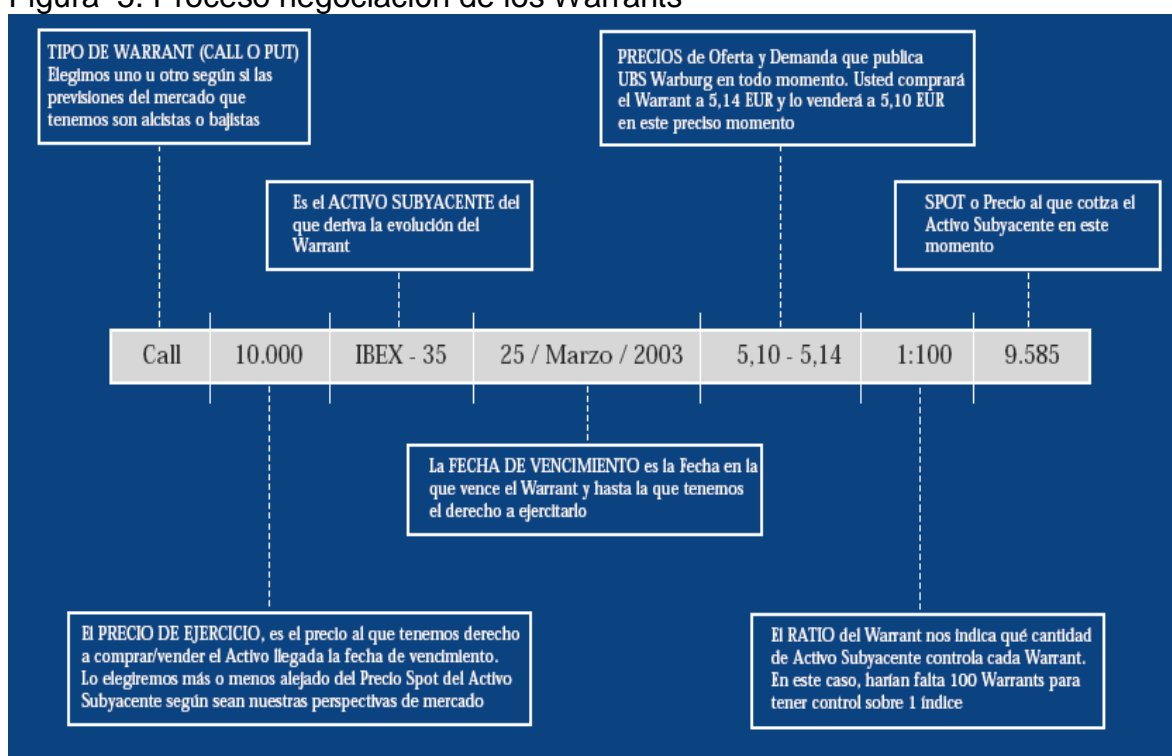 Figura 5. Proceso negociación de los Warrants
TIPO DE WARRANT (CALL O PUT)
Elegimos uno u otro según si las
previsiones del mercado que
tenemos son alcistas o bajistas
PRECIOS de Oferta y Demanda que publica
UBS Warburg en todo momento. Usted comprará
el Warrant a 5,14 EUR y lo venderá a 5,10 EUR
en este preciso momento
Es el ACTIVO SUBYACENTE del
que deriva la evolución del
Warrant
SPOT o Precio al que cotiza el
Activo Subyacente en este
momento
Call 10.000 IBEX - 35 25 / Marzo / 2003 5,10 - 5,14 1:100 9.585
La FECHA DE VENCIMIENTO es la Fecha en la
que vence el Warrant y hasta la que tenemos
el derecho a ejercitarlo
El PRECIO DE EJERCICIO, es el precio al que tenemos derecho
a comprar/vender el Activo llegada la fecha de vencimiento.
Lo elegiremos más o menos alejado del Precio Spot del Activo
Subyacente según sean nuestras perspectivas de mercado
El RATIO del Warrant nos indica qué cantidad
de Activo Subyacente controla cada Warrant.
En este caso, harían falta 100 Warrants para
tener control sobre 1 índice